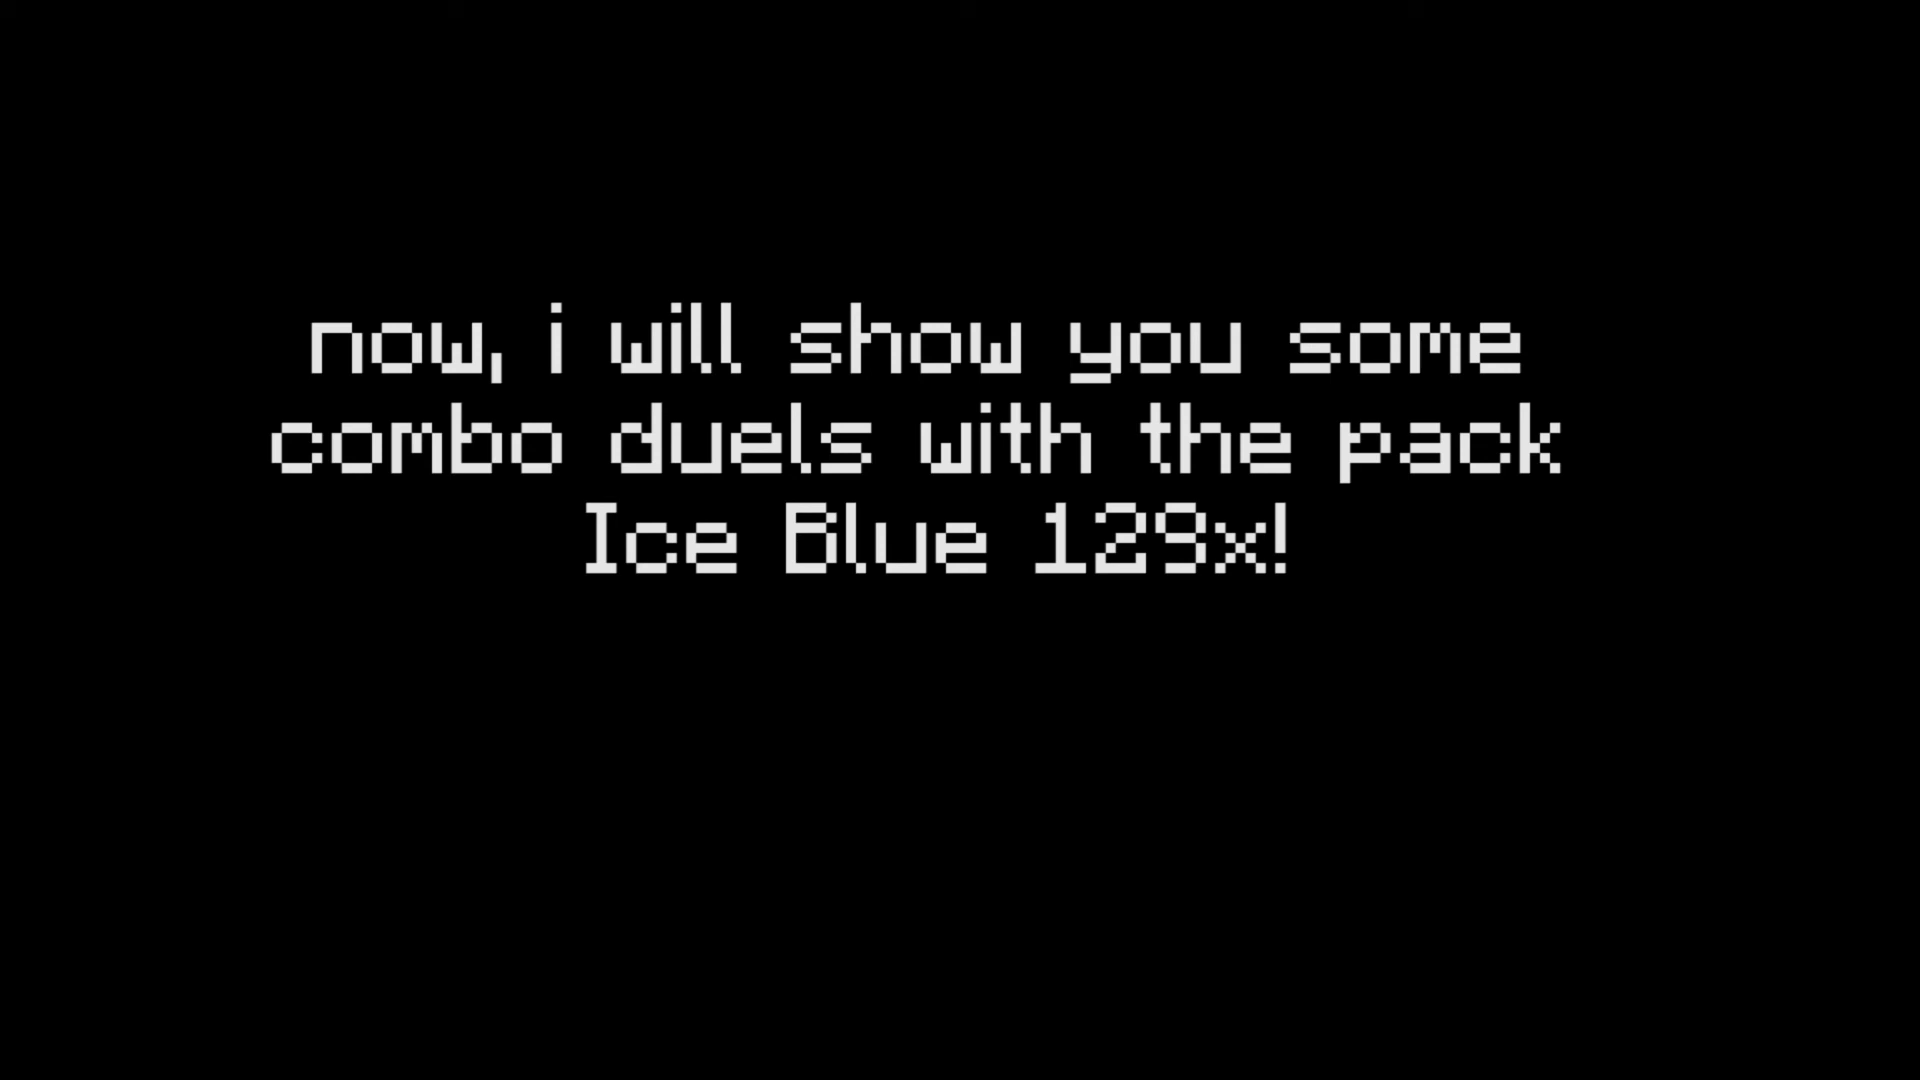 now, i will show you some
combo duels with the pack
Ice Blue 129x!